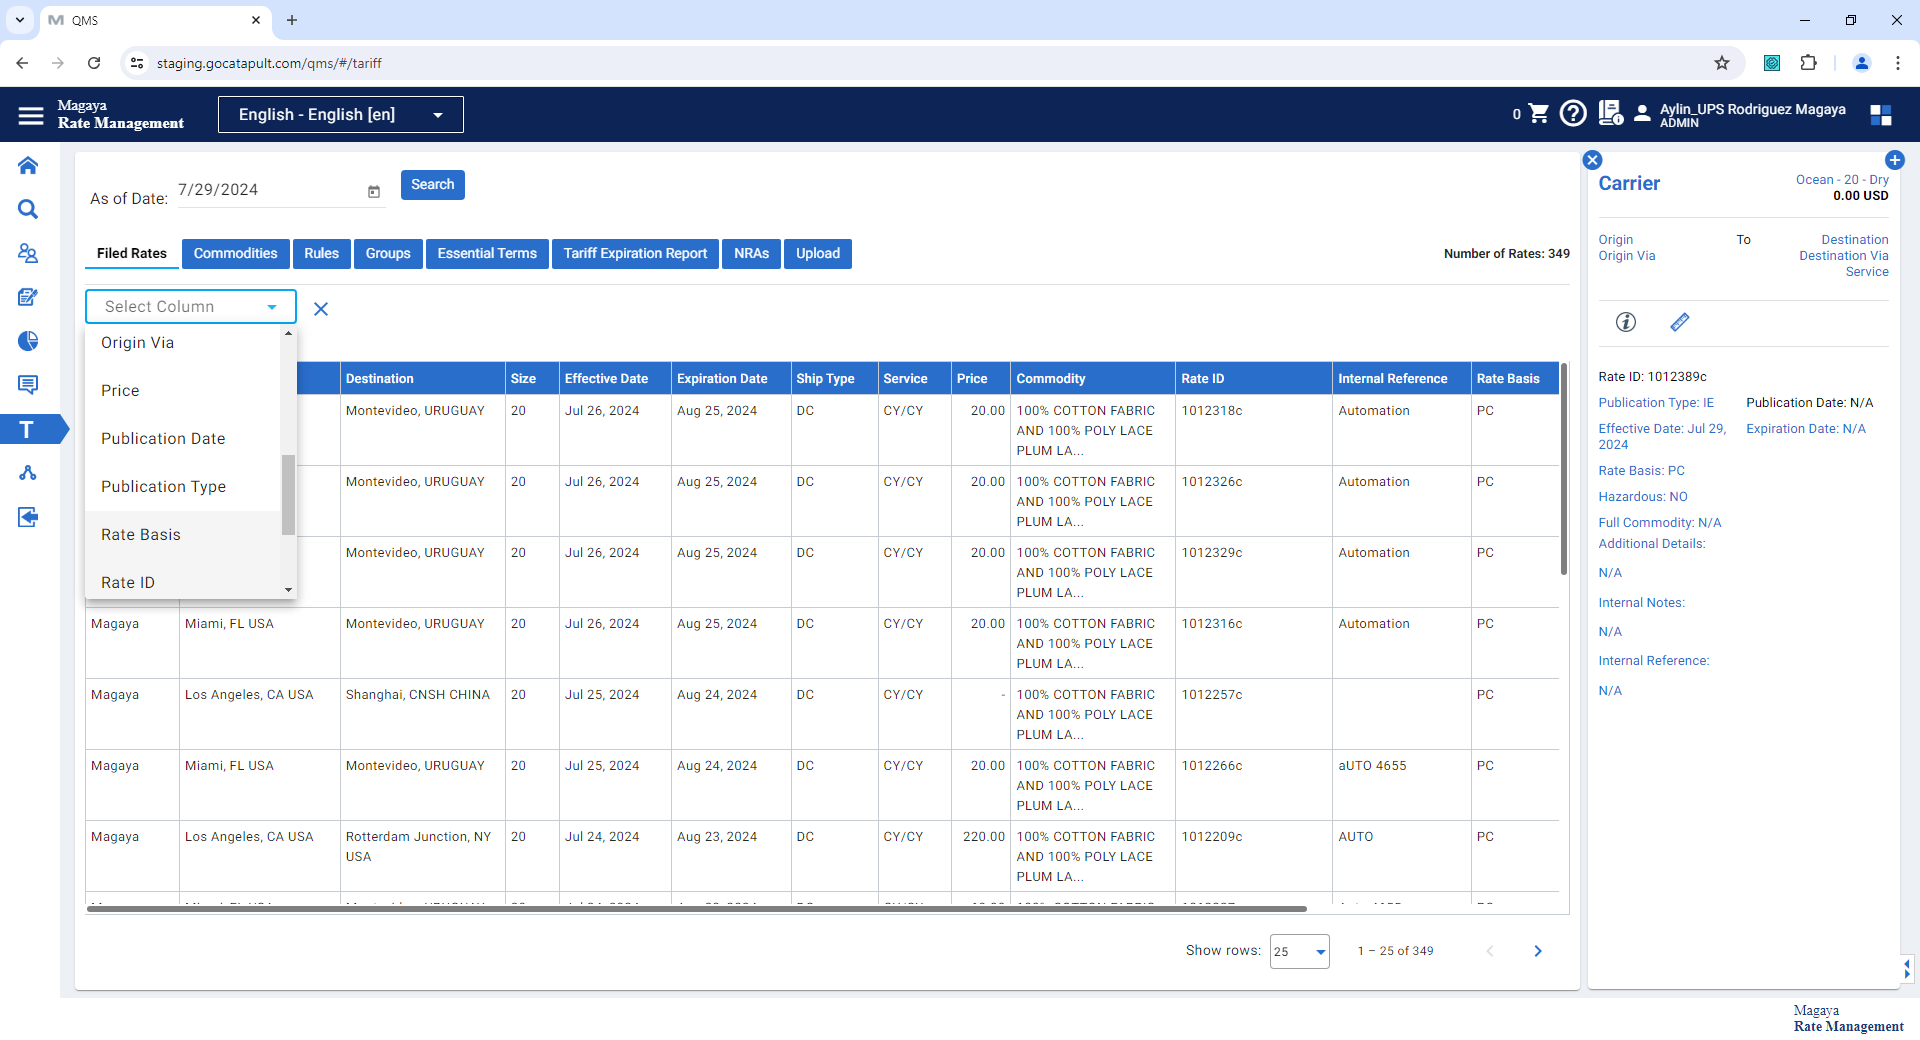 QMS
staging.gocatapult.com/qms/#/tariff
Magaya
Rate Management
English - English [en]
0
Aylin_UPS Rodriguez Magaya
ADMIN
T
As of Date:
7/29/2024
Search
Filed Rates
Commodities
Rules
Groups
Essential Terms
Tariff Expiration Report
NRAs
Upload
Number of Rates: 349
Select Column
Origin Via
Price
Publication Date
Publication Type
Rate Basis
Rate ID
Destination Size Effective Date Expiration Date Ship Type Service Price Commodity Rate ID Internal Reference Rate Basis
Montevideo, URUGUAY 20 Jul 26, 2024 Aug 25, 2024 DC CY/CY 20.00 100% COTTON FABRIC 1012318c Automation PC
AND 100% POLY LACE
PLUM LA...
Montevideo, URUGUAY 20 Jul 26, 2024 Aug 25, 2024 DC CY/CY 20.00 100% COTTON FABRIC 1012326c Automation PC
AND 100% POLY LACE
PLUM LA...
Montevideo, URUGUAY 20 Jul 26, 2024 Aug 25, 2024 DC CY/CY 20.00 100% COTTON FABRIC 1012329c Automation PC
AND 100% POLY LACE
PLUM LA...
Magaya Miami, FL USA Montevideo, URUGUAY 20 Jul 26, 2024 Aug 25, 2024 DC CY/CY 20.00 100% COTTON FABRIC 1012316c Automation PC
AND 100% POLY LACE
PLUM LA...
Magaya Los Angeles, CA USA Shanghai, CNSH CHINA 20 Jul 25, 2024 Aug 24, 2024 DC CY/CY - 100% COTTON FABRIC 1012257c PC
AND 100% POLY LACE
PLUM LA...
Magaya Miami, FL USA Montevideo, URUGUAY 20 Jul 25, 2024 Aug 24, 2024 DC CY/CY 20.00 100% COTTON FABRIC 1012266c aUTO 4655 PC
AND 100% POLY LACE
PLUM LA...
Magaya Los Angeles, CA USA Rotterdam Junction, NY 20 Jul 24, 2024 Aug 23, 2024 DC CY/CY 220.00 100% COTTON FABRIC 1012209c AUTO PC
USA AND 100% POLY LACE
PLUM LA...
Show rows: 25 1 – 25 of 349
Carrier
Ocean - 20 - Dry
0.00 USD
Origin To Destination
Origin Via Destination Via
Service
Rate ID: 1012389c
Publication Type: IE Publication Date: N/A
Effective Date: Jul 29, Expiration Date: N/A
2024
Rate Basis: PC
Hazardous: NO
Full Commodity: N/A
Additional Details:
N/A
Internal Notes:
N/A
Internal Reference:
N/A
Magaya
Rate Management